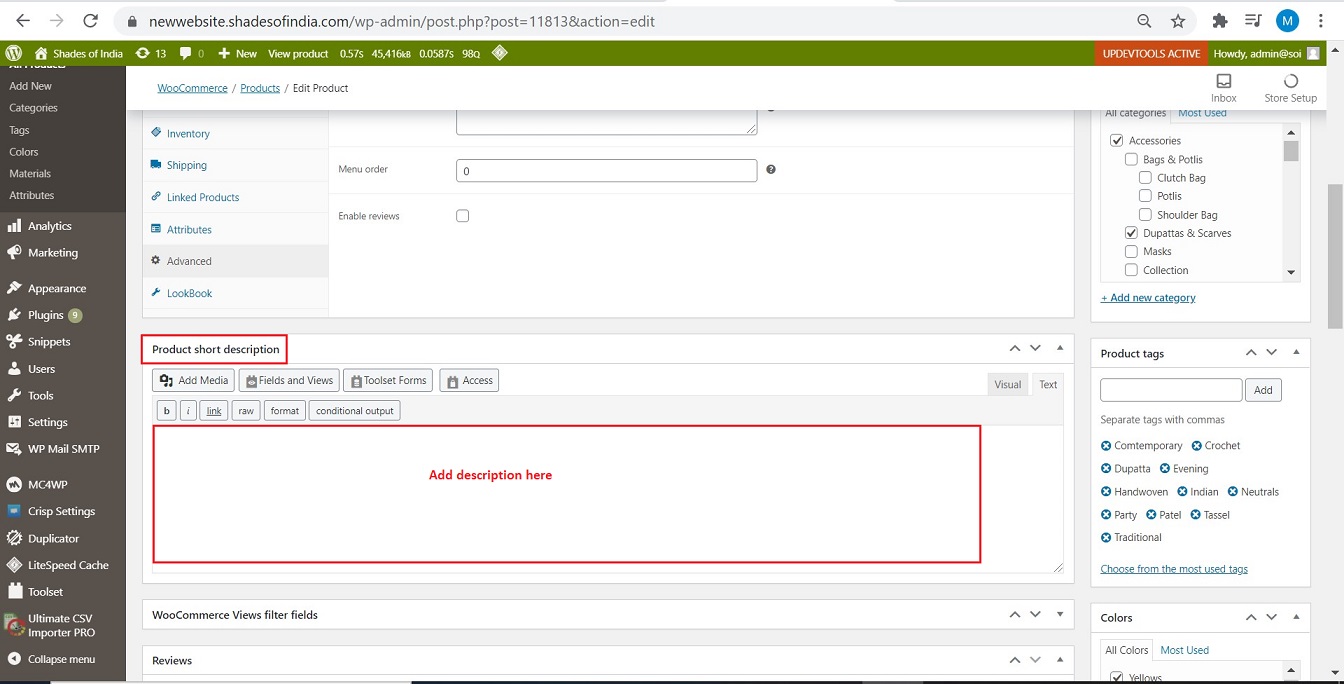 newwebsite.shadesofindia.com/wp-admin/post.php?post=11813&action=edit
M
Shades of India 13 0 New View product 0.57s 45,416kB 0.0587s 98Q UPDEVTOOLS ACTIVE Howdy, admin@soi
All Products
Add New
Categories
Tags
Colors
Materials
Attributes
Analytics
Marketing
Appearance
Plugins 9
Snippets
Users
Tools
Settings
WP Mail SMTP
MC4WP
Crisp Settings
Duplicator
LiteSpeed Cache
Toolset
Ultimate CSV
Importer PRO
Collapse menu
WooCommerce / Products / Edit Product
Inbox
Store Setup
Inventory
Shipping
Linked Products
Attributes
Advanced
LookBook
Menu order 0
Enable reviews
Product short description
Add Media Fields and Views Toolset Forms Access
Visual Text
b i link raw format conditional output
Add description here
WooCommerce Views filter fields
Reviews
All categories Most Used
Accessories
Bags & Potlis
Clutch Bag
Potlis
Shoulder Bag
Dupattas & Scarves
Masks
Collection
+ Add new category
Product tags
Add
Separate tags with commas
Comtemporary Crochet
Dupatta Evening
Handwoven Indian Neutrals
Party Patel Tassel
Traditional
Choose from the most used tags
Colors
All Colors Most Used
Yellows